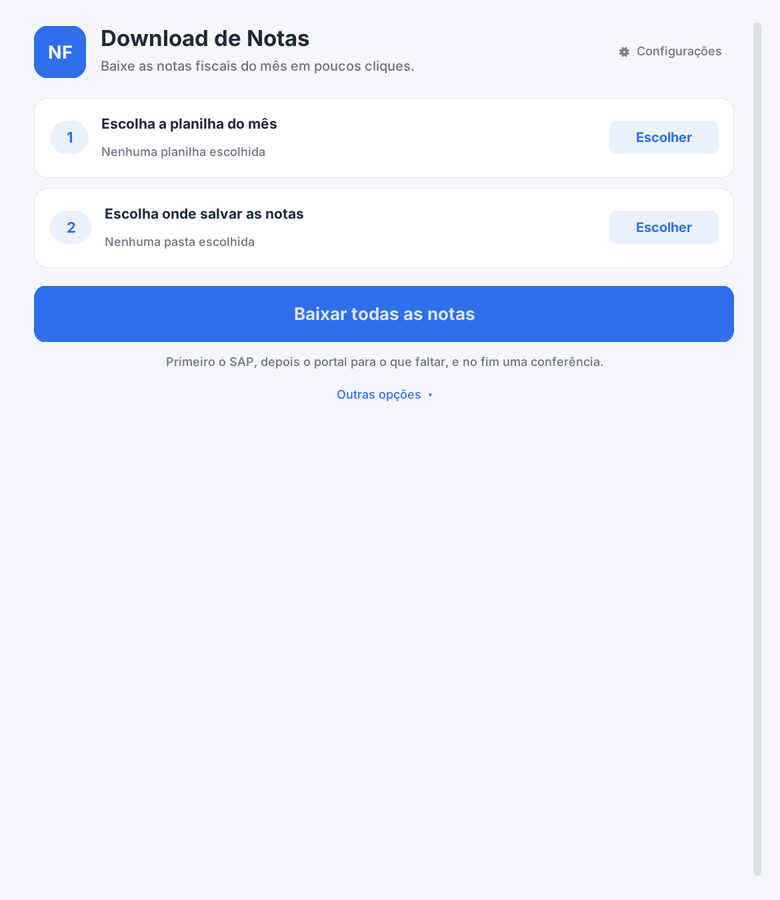 NF
Download de Notas
Baixe as notas fiscais do mês em poucos cliques.
Configurações
1
Escolha a planilha do mês
Nenhuma planilha escolhida
Escolher
2
Escolha onde salvar as notas
Nenhuma pasta escolhida
Escolher
Baixar todas as notas
Primeiro o SAP, depois o portal para o que faltar, e no fim uma conferência.
Outras opções